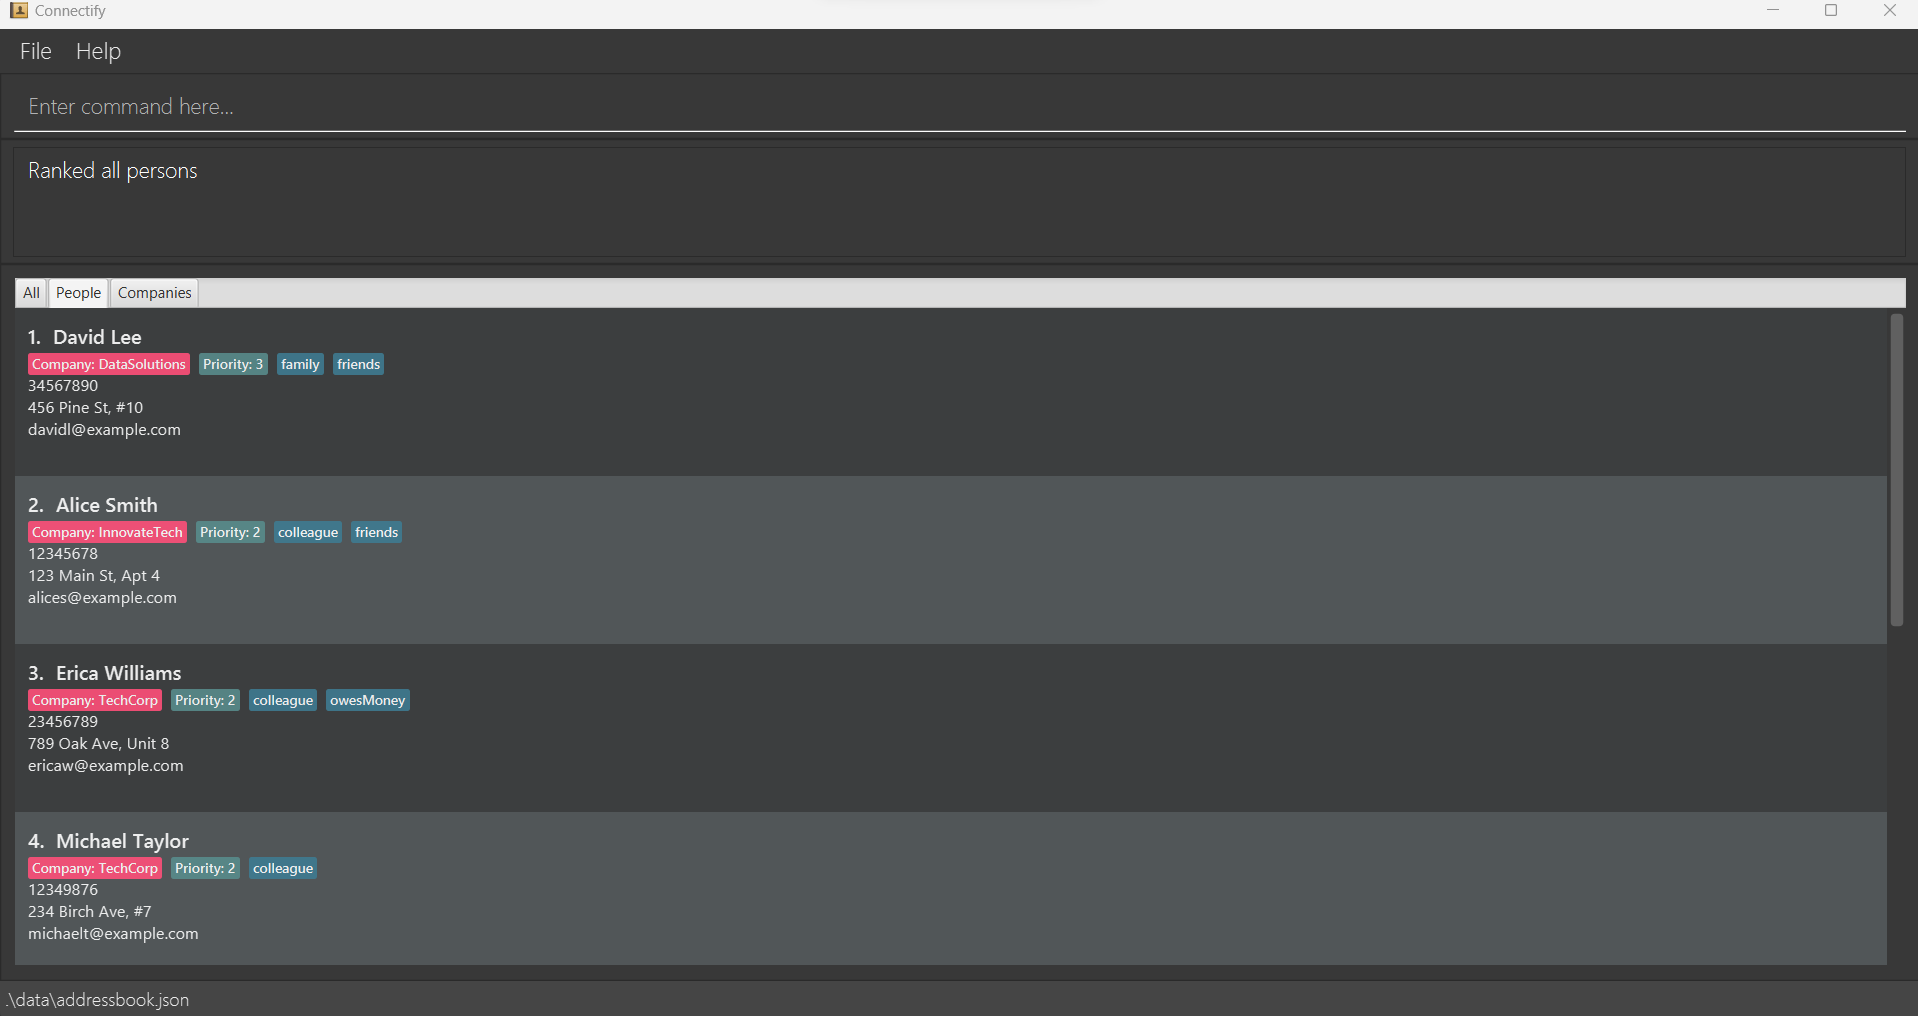 Connectify
File Help
Enter command here...
Ranked all persons
All People Companies
1. David Lee
Company: DataSolutions Priority: 3 family friends
34567890
456 Pine St, #10
davidl@example.com
2. Alice Smith
Company: InnovateTech Priority: 2 colleague friends
12345678
123 Main St, Apt 4
alices@example.com
3. Erica Williams
Company: TechCorp Priority: 2 colleague owesMoney
23456789
789 Oak Ave, Unit 8
ericaw@example.com
4. Michael Taylor
Company: TechCorp Priority: 2 colleague
12349876
234 Birch Ave, #7
michaelt@example.com
.\data\addressbook.json